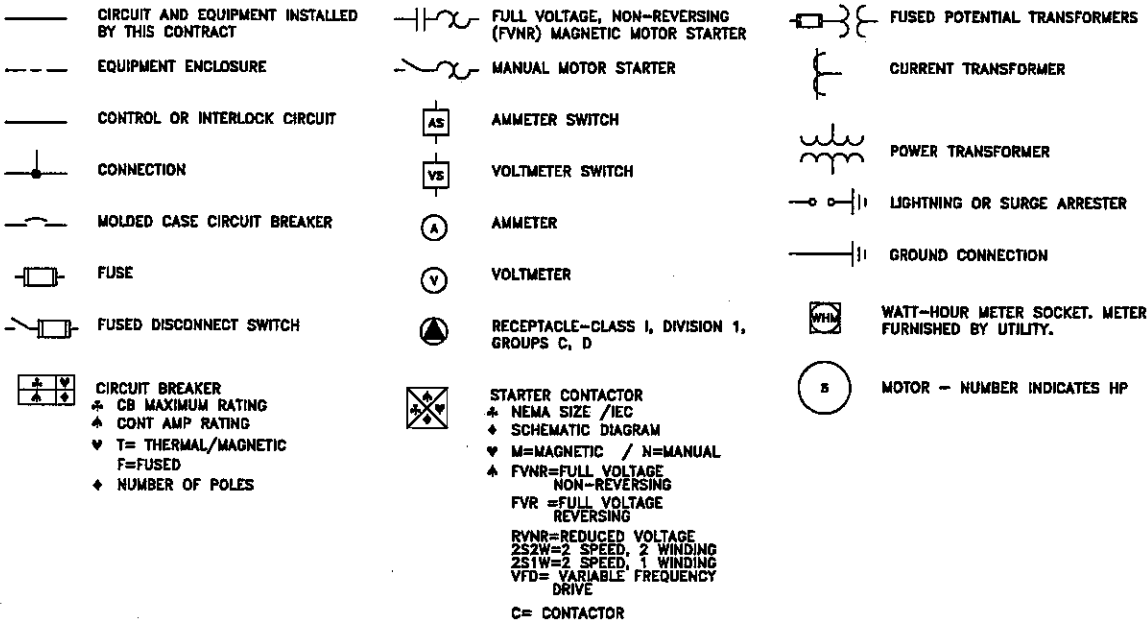 CIRCUIT AND EQUIPMENT INSTALLED
BY THIS CONTRACT
EQUIPMENT ENCLOSURE
CONTROL OR INTERLOCK CIRCUIT
CONNECTION
MOLDED CASE CIRCUIT BREAKER
FUSE
FUSED DISCONNECT SWITCH
CIRCUIT BREAKER
♣ CB MAXIMUM RATING
♠ CONT AMP RATING
♥ T= THERMAL/MAGNETIC
F=FUSED
♦ NUMBER OF POLES
FULL VOLTAGE, NON-REVERSING
(FVNR) MAGNETIC MOTOR STARTER
MANUAL MOTOR STARTER
AS
AMMETER SWITCH
VS
VOLTMETER SWITCH
A
AMMETER
V
VOLTMETER
RECEPTACLE-CLASS I, DIVISION 1,
GROUPS C, D
STARTER CONTACTOR
♣ NEMA SIZE /IEC
♦ SCHEMATIC DIAGRAM
♥ M=MAGNETIC / N=MANUAL
♠ FVNR=FULL VOLTAGE
NON-REVERSING
FVR =FULL VOLTAGE
REVERSING
RVNR=REDUCED VOLTAGE
2S2W=2 SPEED, 2 WINDING
2S1W=2 SPEED, 1 WINDING
VFD= VARIABLE FREQUENCY
DRIVE
C= CONTACTOR
FUSED POTENTIAL TRANSFORMERS
CURRENT TRANSFORMER
POWER TRANSFORMER
LIGHTNING OR SURGE ARRESTER
GROUND CONNECTION
WHM
WATT-HOUR METER SOCKET. METER
FURNISHED BY UTILITY.
5
MOTOR - NUMBER INDICATES HP